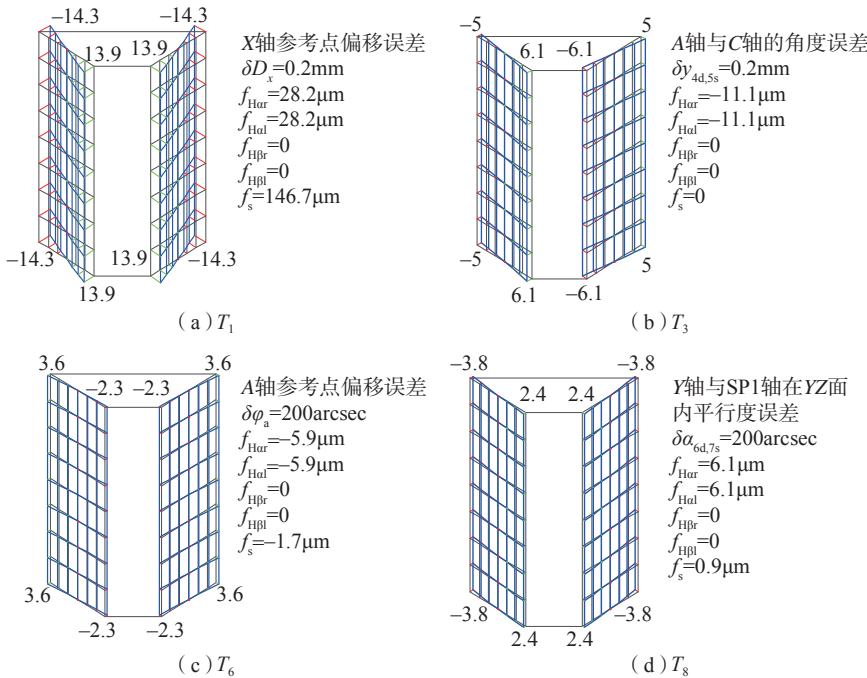 –14.3
–14.3
13.9
13.9
–14.3
13.9
–14.3
13.9
X轴参考点偏移误差
δDₓ=0.2mm
f_Hαr=28.2μm
f_Hαl=28.2μm
f_Hβr=0
f_Hβl=0
f_s=146.7μm
(a) T₁
–5
5
6.1
–6.1
–5
5
6.1
–6.1
A轴与C轴的角度误差
δy_4d,5s=0.2mm
f_Hαr=–11.1μm
f_Hαl=–11.1μm
f_Hβr=0
f_Hβl=0
f_s=0
(b) T₃
3.6
3.6
–2.3
–2.3
3.6
3.6
–2.3
–2.3
A轴参考点偏移误差
δφ_a=200arcsec
f_Hαr=–5.9μm
f_Hαl=–5.9μm
f_Hβr=0
f_Hβl=0
f_s=–1.7μm
(c) T₆
–3.8
–3.8
2.4
2.4
–3.8
–3.8
2.4
2.4
Y轴与SP1轴在YZ面
内平行度误差
δα_6d,7s=200arcsec
f_Hαr=6.1μm
f_Hαl=6.1μm
f_Hβr=0
f_Hβl=0
f_s=0.9μm
(d) T₈